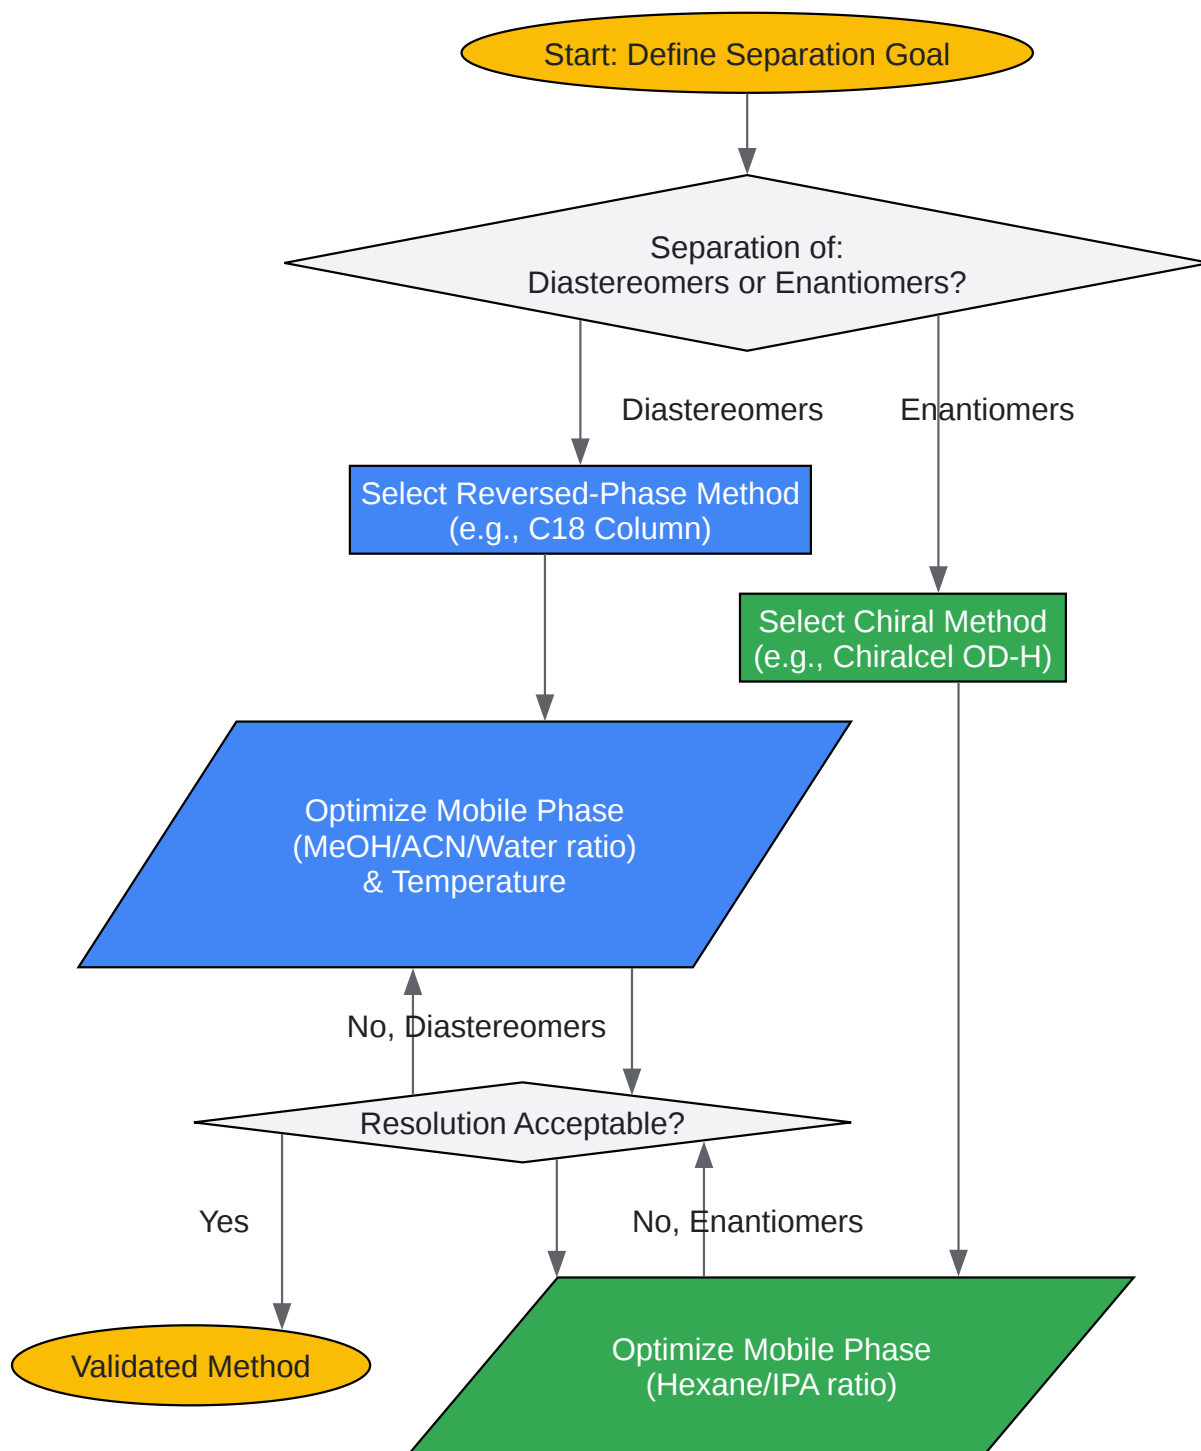 Start: Define Separation Goal
Separation of:
Diastereomers or Enantiomers?
Diastereomers
Enantiomers
Select Reversed-Phase Method
(e.g., C18 Column)
Select Chiral Method
(e.g., Chiralcel OD-H)
Optimize Mobile Phase
(MeOH/ACN/Water ratio)
& Temperature
No, Diastereomers
Resolution Acceptable?
Yes
No, Enantiomers
Validated Method
Optimize Mobile Phase
(Hexane/IPA ratio)